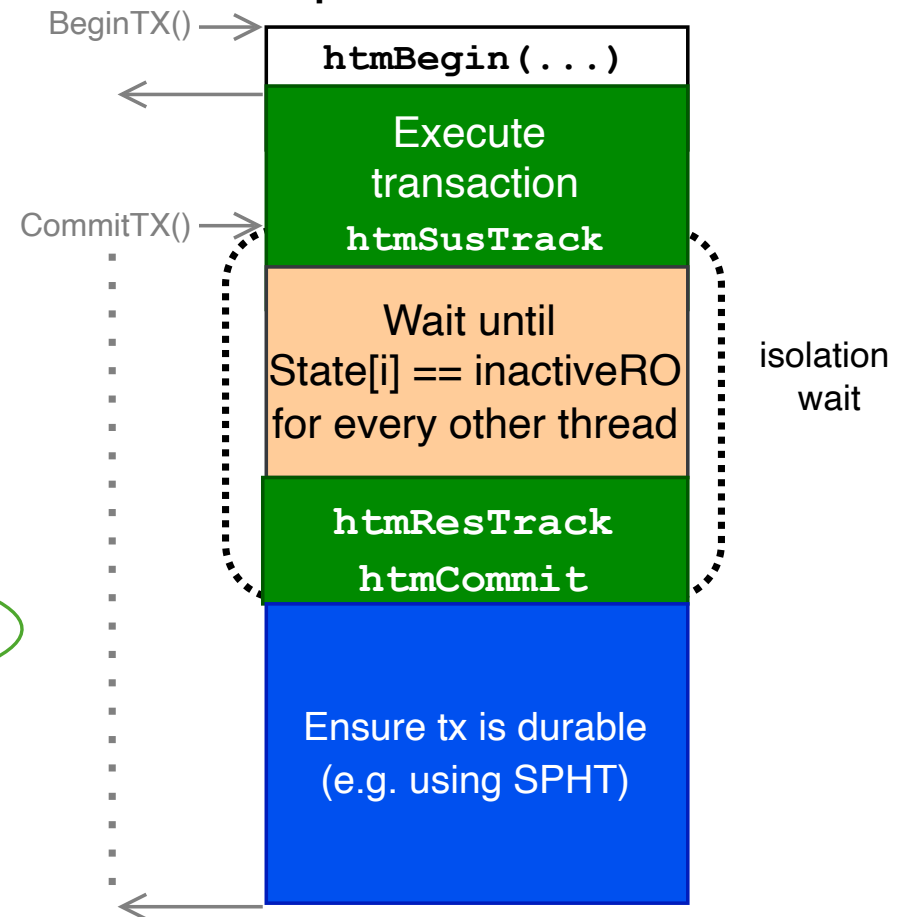 BeginTX()
htmBegin(...)
Execute
transaction
CommitTX()
htmSusTrack
Wait until
State[i] == inactiveRO
for every other thread
isolation
wait
htmResTrack
htmCommit
Ensure tx is durable
(e.g. using SPHT)